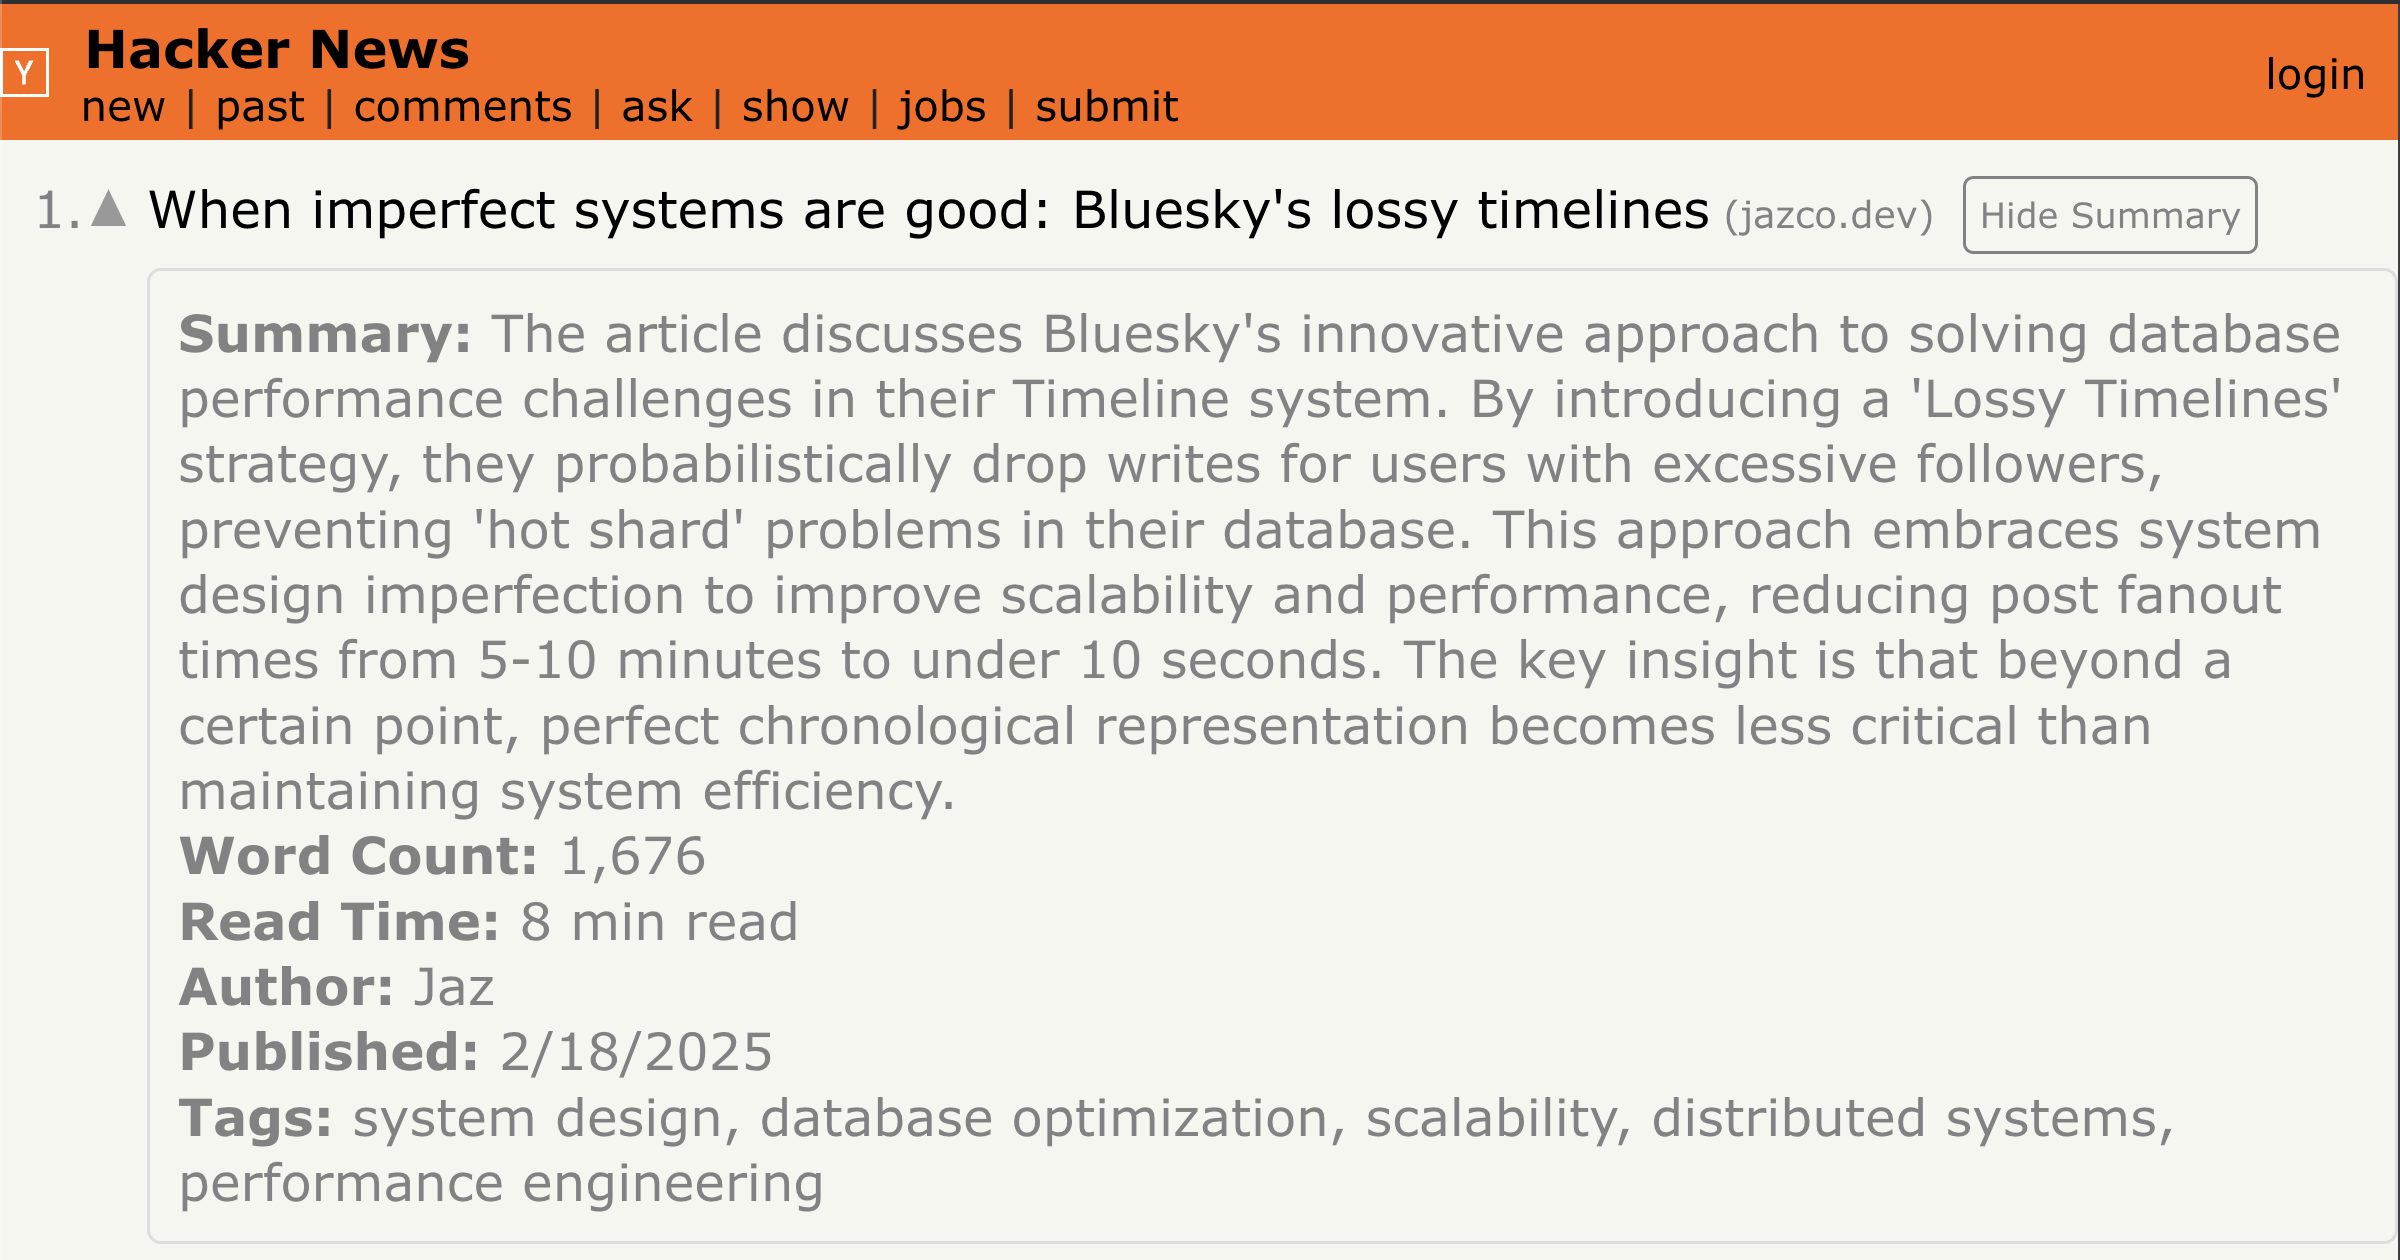 Hacker News
Y
new | past | comments | ask | show | jobs | submit
login
1. ▲ When imperfect systems are good: Bluesky's lossy timelines (jazco.dev) Hide Summary
Summary: The article discusses Bluesky's innovative approach to solving database
performance challenges in their Timeline system. By introducing a 'Lossy Timelines'
strategy, they probabilistically drop writes for users with excessive followers,
preventing 'hot shard' problems in their database. This approach embraces system
design imperfection to improve scalability and performance, reducing post fanout
times from 5-10 minutes to under 10 seconds. The key insight is that beyond a
certain point, perfect chronological representation becomes less critical than
maintaining system efficiency.
Word Count: 1,676
Read Time: 8 min read
Author: Jaz
Published: 2/18/2025
Tags: system design, database optimization, scalability, distributed systems,
performance engineering